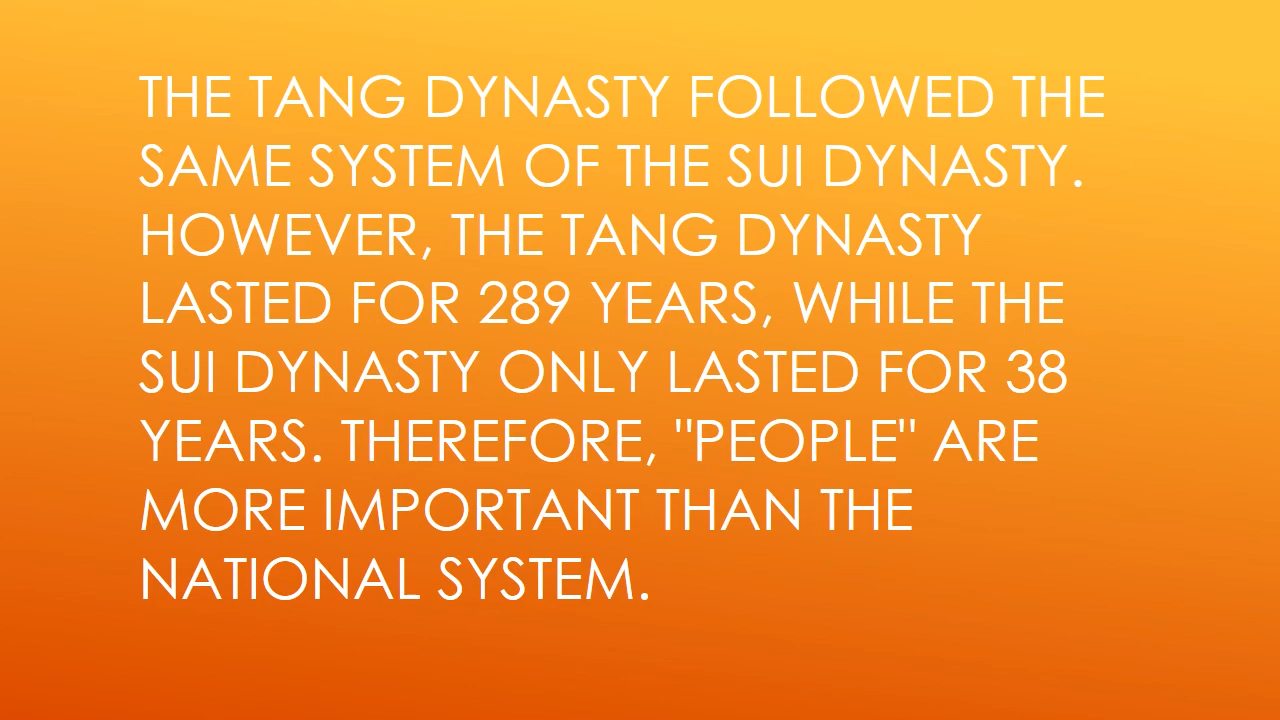 THE TANG DYNASTY FOLLOWED THE
SAME SYSTEM OF THE SUI DYNASTY.
HOWEVER, THE TANG DYNASTY
LASTED FOR 289 YEARS, WHILE THE
SUI DYNASTY ONLY LASTED FOR 38
YEARS. THEREFORE, "PEOPLE" ARE
MORE IMPORTANT THAN THE
NATIONAL SYSTEM.